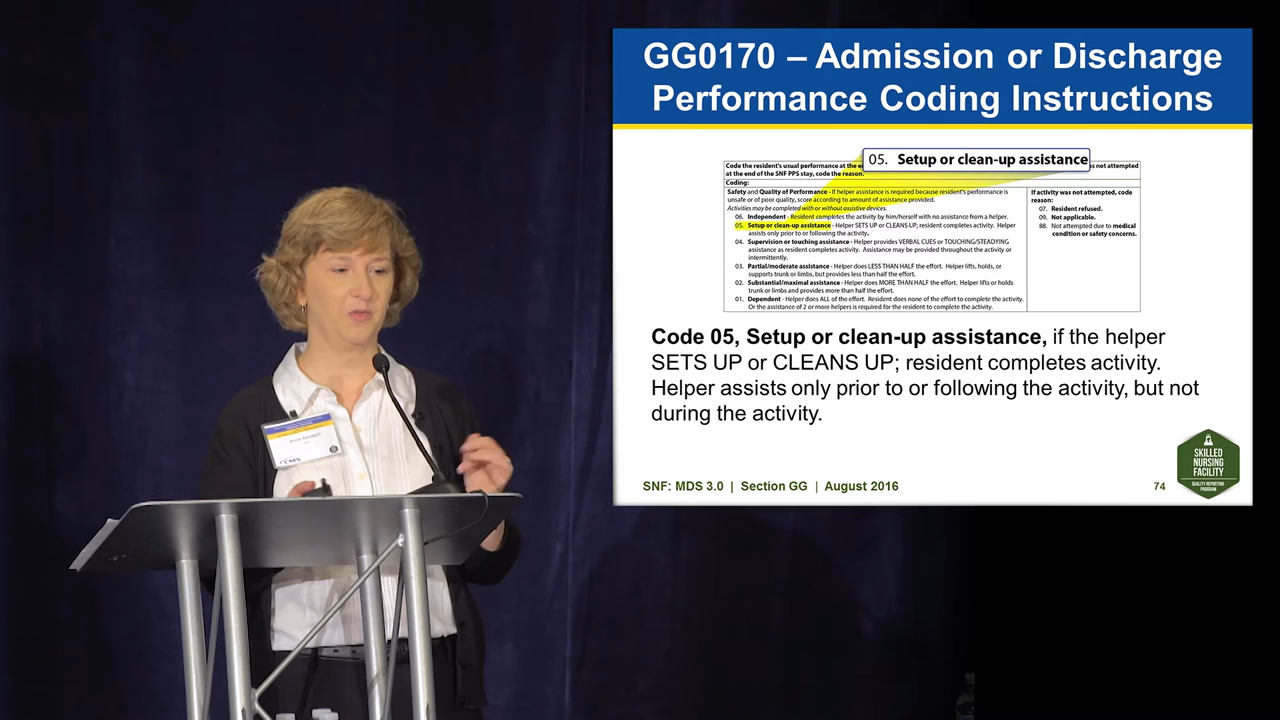 GG0170 – Admission or Discharge
Performance Coding Instructions
05. Setup or clean-up assistance
Code the resident's usual performance at the e
as not attempted
at the end of the SNF PPS stay, code the reason.
Coding:
Safety and Quality of Performance - If helper assistance is required because resident's performance is
unsafe or of poor quality, score according to amount of assistance provided.
Activities may be completed with or without assistive devices.
06. Independent - Resident completes the activity by him/herself with no assistance from a helper.
05. Setup or clean-up assistance - Helper SETS UP or CLEANS UP; resident completes activity. Helper
assists only prior to or following the activity.
04. Supervision or touching assistance - Helper provides VERBAL CUES or TOUCHING/STEADYING
assistance as resident completes activity. Assistance may be provided throughout the activity or
intermittently.
03. Partial/moderate assistance - Helper does LESS THAN HALF the effort. Helper lifts, holds, or
supports trunk or limbs, but provides less than half the effort.
02. Substantial/maximal assistance - Helper does MORE THAN HALF the effort. Helper lifts or holds
trunk or limbs and provides more than half the effort.
01. Dependent - Helper does ALL of the effort. Resident does none of the effort to complete the activity.
Or the assistance of 2 or more helpers is required for the resident to complete the activity.
If activity was not attempted, code
reason:
07. Resident refused.
09. Not applicable.
88. Not attempted due to medical
condition or safety concerns.
Code 05, Setup or clean-up assistance, if the helper
SETS UP or CLEANS UP; resident completes activity.
Helper assists only prior to or following the activity, but not
during the activity.
SNF: MDS 3.0 | Section GG | August 2016
74
SKILLED
NURSING
FACILITY
QUALITY REPORTING
PROGRAM